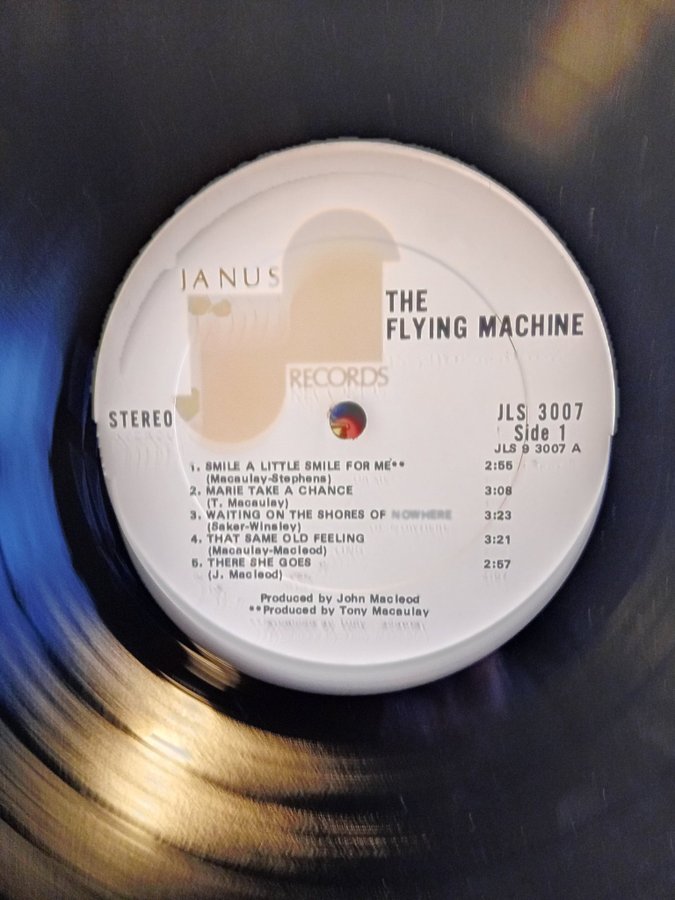 JANUS
RECORDS
THE
FLYING MACHINE
STEREO
JLS 3007
Side 1
JLS 9 3007 A
1. SMILE A LITTLE SMILE FOR ME** 2:55
(Macaulay-Stephens)
2. MARIE TAKE A CHANCE 3:08
(T. Macaulay)
3. WAITING ON THE SHORES OF NOWHERE 3:23
(Saker-Winsley)
4. THAT SAME OLD FEELING 3:21
(Macaulay-Macleod)
5. THERE SHE GOES 2:57
(J. Macleod)
Produced by John Macleod
**Produced by Tony Macaulay